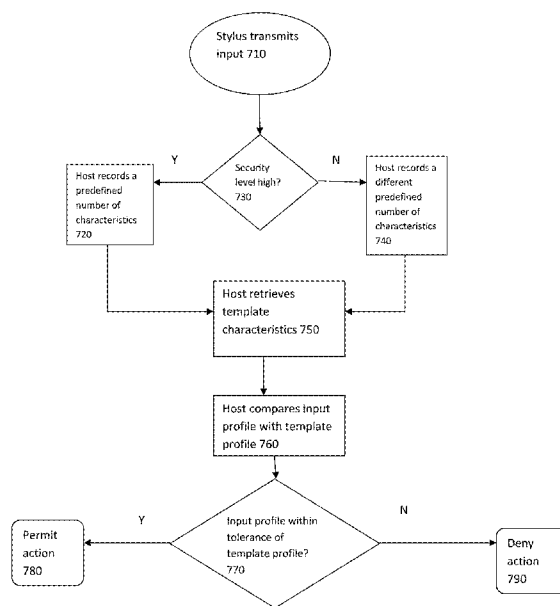 Stylus transmits
input 710
Y
N
Security
level high?
730
Host records a
predefined
number of
characteristics
720
Host records a
different
predefined
number of
characteristics
740
Host retrieves
template
characteristics 750
Host compares input
profile with template
profile 760
Y
N
Input profile within
tolerance of
template profile?
770
Permit
action
780
Deny
action
790